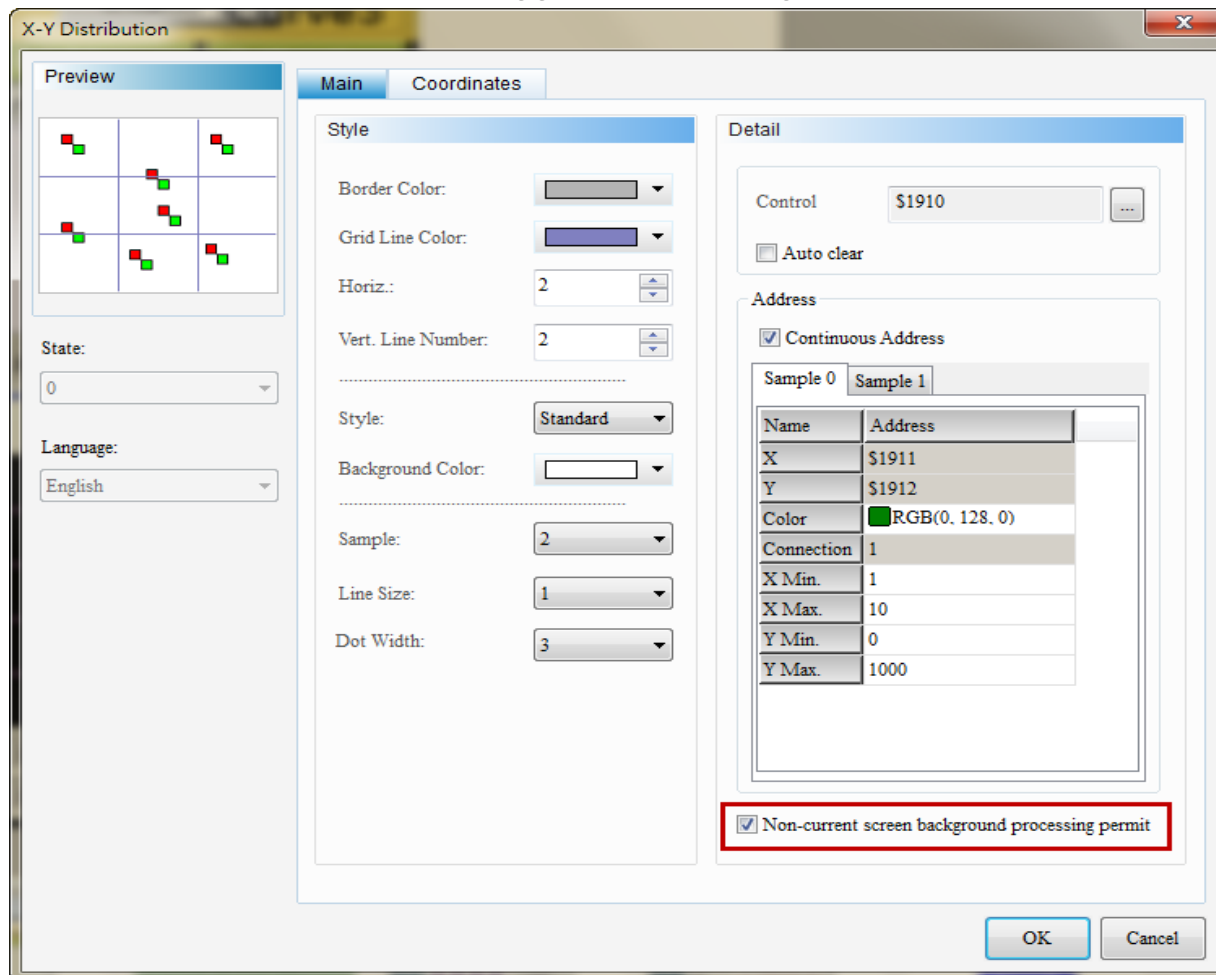 X-Y Distribution
X
Preview
State:
0
Language:
English
Main
Coordinates
Style
Border Color:
Grid Line Color:
Horiz.:
2
Vert. Line Number:
2
Style:
Standard
Background Color:
Sample:
2
Line Size:
1
Dot Width:
3
Detail
Control
$1910
...
Auto clear
Address
Continuous Address
Sample 0
Sample 1
Name Address
X $1911
Y $1912
Color RGB(0, 128, 0)
Connection 1
X Min. 1
X Max. 10
Y Min. 0
Y Max. 1000
Non-current screen background processing permit
OK
Cancel